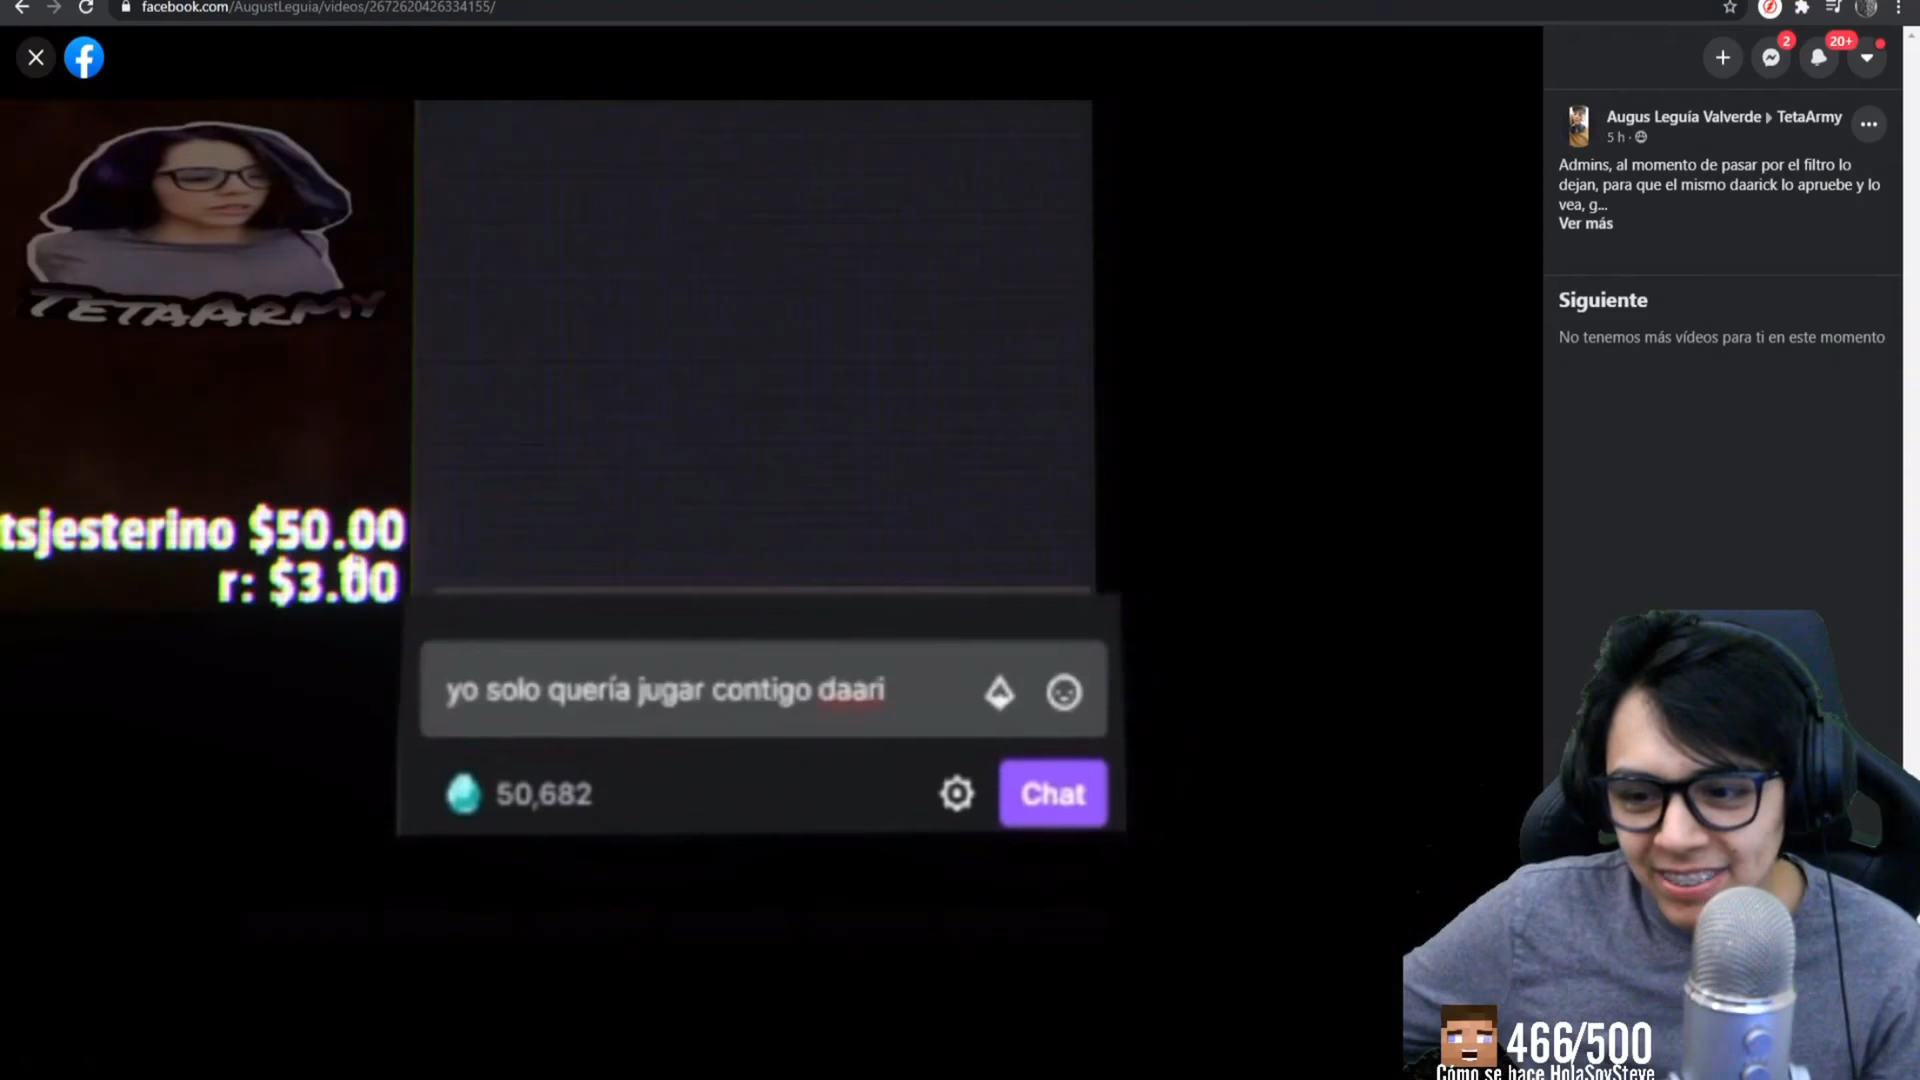 facebook.com/AugustLeguia/videos/2672620426334155/
2
20+
Augus Leguía Valverde ▸ TetaArmy
5 h ·
Admins, al momento de pasar por el filtro lo
dejan, para que el mismo daarick lo apruebe y lo
vea, g...
Ver más
Siguiente
No tenemos más vídeos para ti en este momento
TETAARMY
tsjesterino $50.00
r: $3.00
yo solo quería jugar contigo daari
50,682
Chat
466/500
Cómo se hace HolaSoySteve